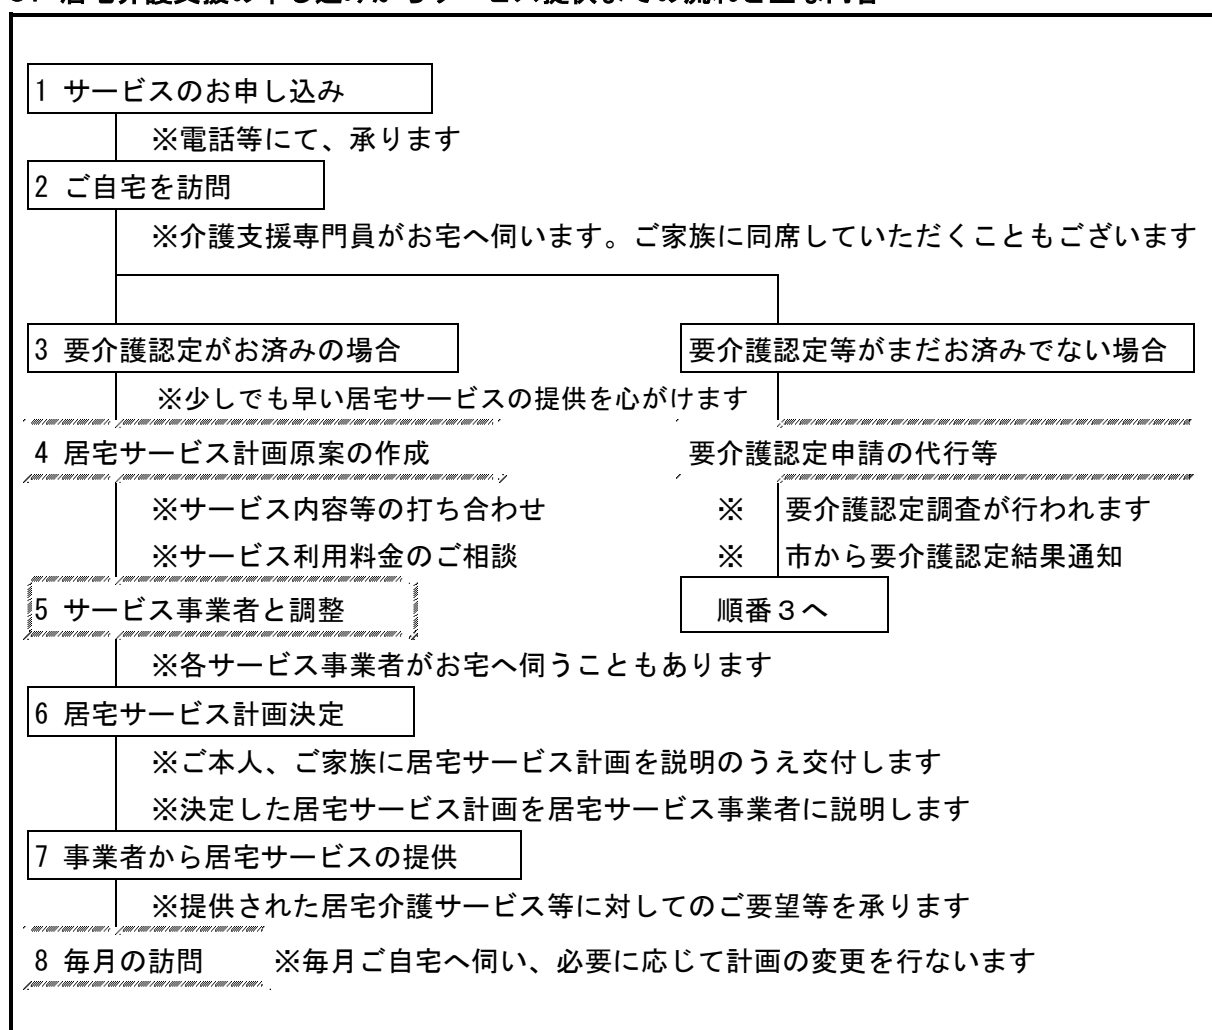 1 サービスのお申し込み
※電話等にて、承ります
2 ご自宅を訪問
※介護支援専門員がお宅へ伺います。ご家族に同席していただくこともございます
3 要介護認定がお済みの場合
要介護認定等がまだお済みでない場合
※少しでも早い居宅サービスの提供を心がけます
4 居宅サービス計画原案の作成
要介護認定申請の代行等
※サービス内容等の打ち合わせ
※ 要介護認定調査が行われます
※サービス利用料金のご相談
※ 市から要介護認定結果通知
5 サービス事業者と調整
順番３へ
※各サービス事業者がお宅へ伺うこともあります
6 居宅サービス計画決定
※ご本人、ご家族に居宅サービス計画を説明のうえ交付します
※決定した居宅サービス計画を居宅サービス事業者に説明します
7 事業者から居宅サービスの提供
※提供された居宅介護サービス等に対してのご要望等を承ります
8 毎月の訪問 ※毎月ご自宅へ伺い、必要に応じて計画の変更を行ないます